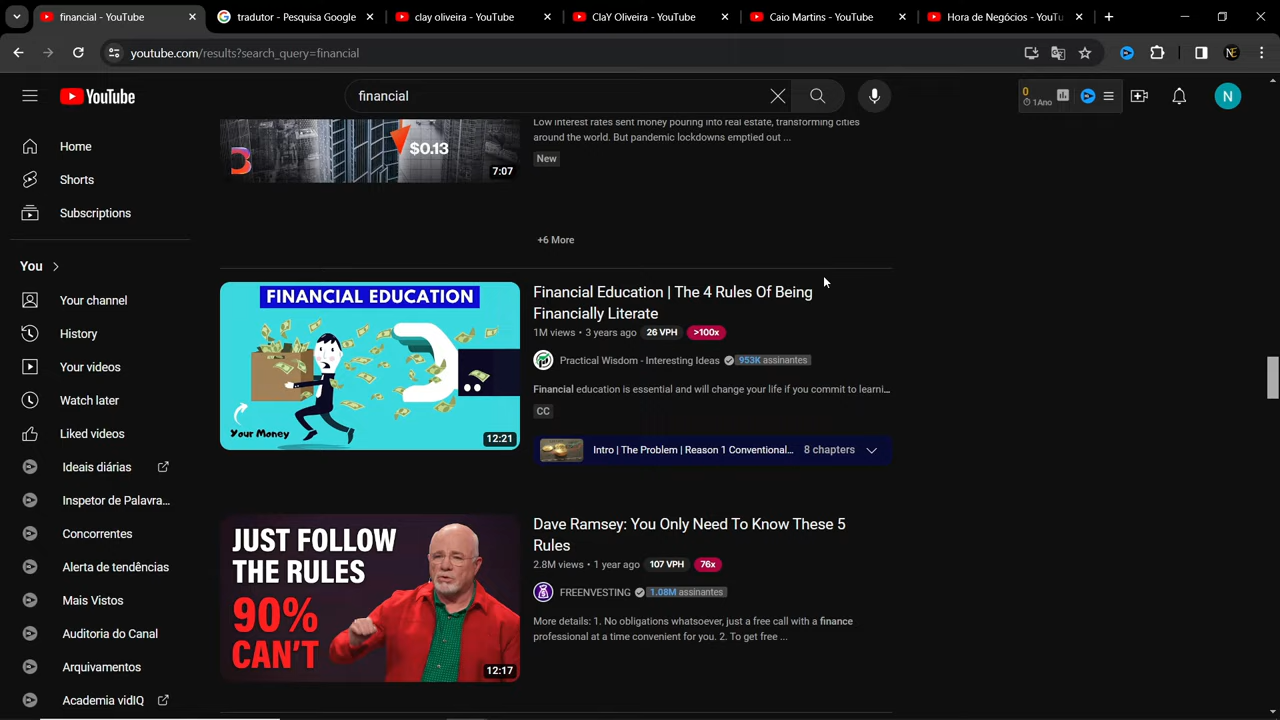 financial - YouTube
tradutor - Pesquisa Google
clay oliveira - YouTube
ClaY Oliveira - YouTube
Caio Martins - YouTube
Hora de Negócios - YouTu
youtube.com/results?search_query=financial
YouTube
financial
0
1Ano
N
Home
Shorts
Subscriptions
You
Your channel
History
Your videos
Watch later
Liked videos
Ideais diárias
Inspetor de Palavra...
Concorrentes
Alerta de tendências
Mais Vistos
Auditoria do Canal
Arquivamentos
Academia vidIQ
$0.13
7:07
Low interest rates sent money pouring into real estate, transforming cities
around the world. But pandemic lockdowns emptied out ...
New
+6 More
FINANCIAL EDUCATION
Your Money
12:21
Financial Education | The 4 Rules Of Being
Financially Literate
1M views • 3 years ago 26 VPH >100x
Practical Wisdom - Interesting Ideas 953K assinantes
Financial education is essential and will change your life if you commit to learni...
CC
Intro | The Problem | Reason 1 Conventional... 8 chapters
JUST FOLLOW
THE RULES
90%
CAN'T
12:17
Dave Ramsey: You Only Need To Know These 5
Rules
2.8M views • 1 year ago 107 VPH 76x
FREENVESTING 1.08M assinantes
More details: 1. No obligations whatsoever, just a free call with a finance
professional at a time convenient for you. 2. To get free ...